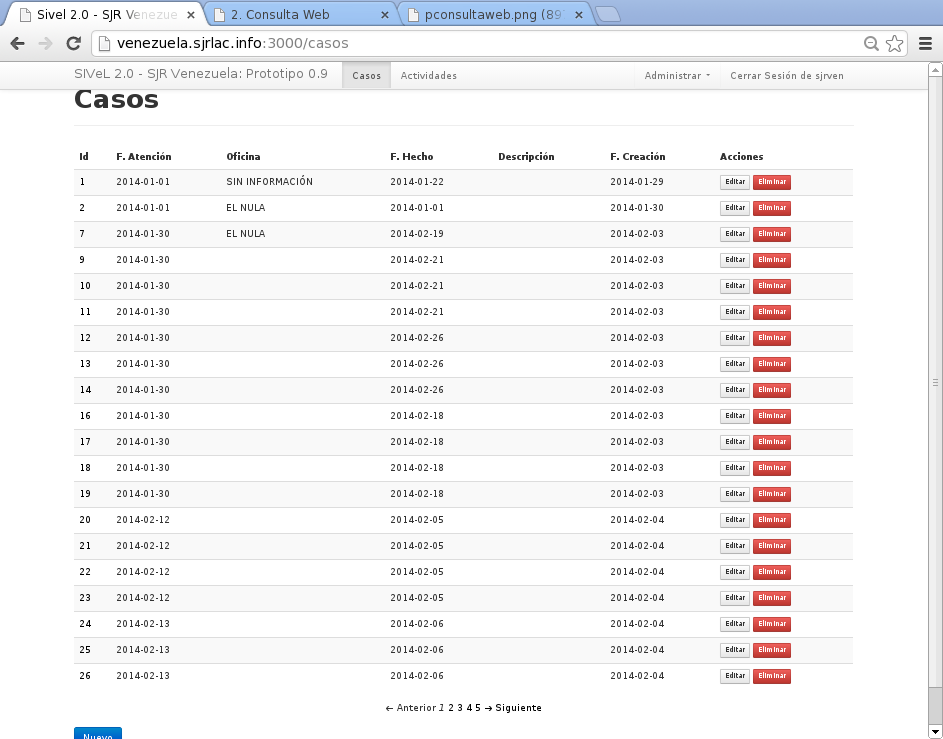 Sivel 2.0 - SJR Venezue
2. Consulta Web
pconsultaweb.png (89
venezuela.sjrlac.info:3000/casos
SIVeL 2.0 - SJR Venezuela: Prototipo 0.9 Casos Actividades Administrar Cerrar Sesión de sjrven
Casos
Id F. Atención Oficina F. Hecho Descripción F. Creación Acciones
1 2014-01-01 SIN INFORMACIÓN 2014-01-22 2014-01-29 Editar Eliminar
2 2014-01-01 EL NULA 2014-01-01 2014-01-30 Editar Eliminar
7 2014-01-30 EL NULA 2014-02-19 2014-02-03 Editar Eliminar
9 2014-01-30 2014-02-21 2014-02-03 Editar Eliminar
10 2014-01-30 2014-02-21 2014-02-03 Editar Eliminar
11 2014-01-30 2014-02-21 2014-02-03 Editar Eliminar
12 2014-01-30 2014-02-26 2014-02-03 Editar Eliminar
13 2014-01-30 2014-02-26 2014-02-03 Editar Eliminar
14 2014-01-30 2014-02-26 2014-02-03 Editar Eliminar
16 2014-01-30 2014-02-18 2014-02-03 Editar Eliminar
17 2014-01-30 2014-02-18 2014-02-03 Editar Eliminar
18 2014-01-30 2014-02-18 2014-02-03 Editar Eliminar
19 2014-01-30 2014-02-18 2014-02-03 Editar Eliminar
20 2014-02-12 2014-02-05 2014-02-04 Editar Eliminar
21 2014-02-12 2014-02-05 2014-02-04 Editar Eliminar
22 2014-02-12 2014-02-05 2014-02-04 Editar Eliminar
23 2014-02-12 2014-02-05 2014-02-04 Editar Eliminar
24 2014-02-13 2014-02-06 2014-02-04 Editar Eliminar
25 2014-02-13 2014-02-06 2014-02-04 Editar Eliminar
26 2014-02-13 2014-02-06 2014-02-04 Editar Eliminar
← Anterior 1 2 3 4 5 → Siguiente
Nuevo